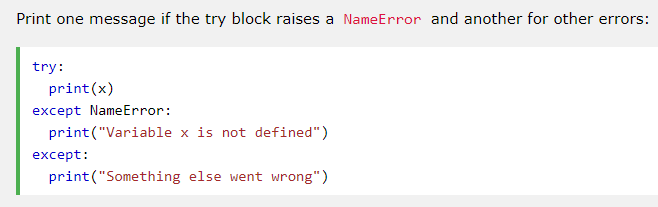 Print one message if the try block raises a NameError and another for other errors:
try:
  print(x)
except NameError:
  print("Variable x is not defined")
except:
  print("Something else went wrong")